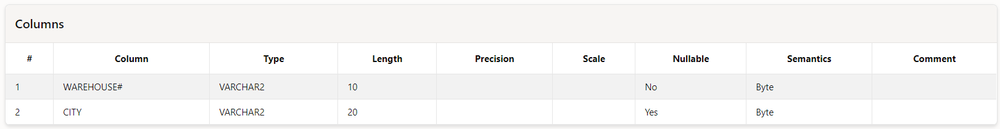 Columns
# Column Type Length Precision Scale Nullable Semantics Comment
1 WAREHOUSE# VARCHAR2 10 No Byte
2 CITY VARCHAR2 20 Yes Byte